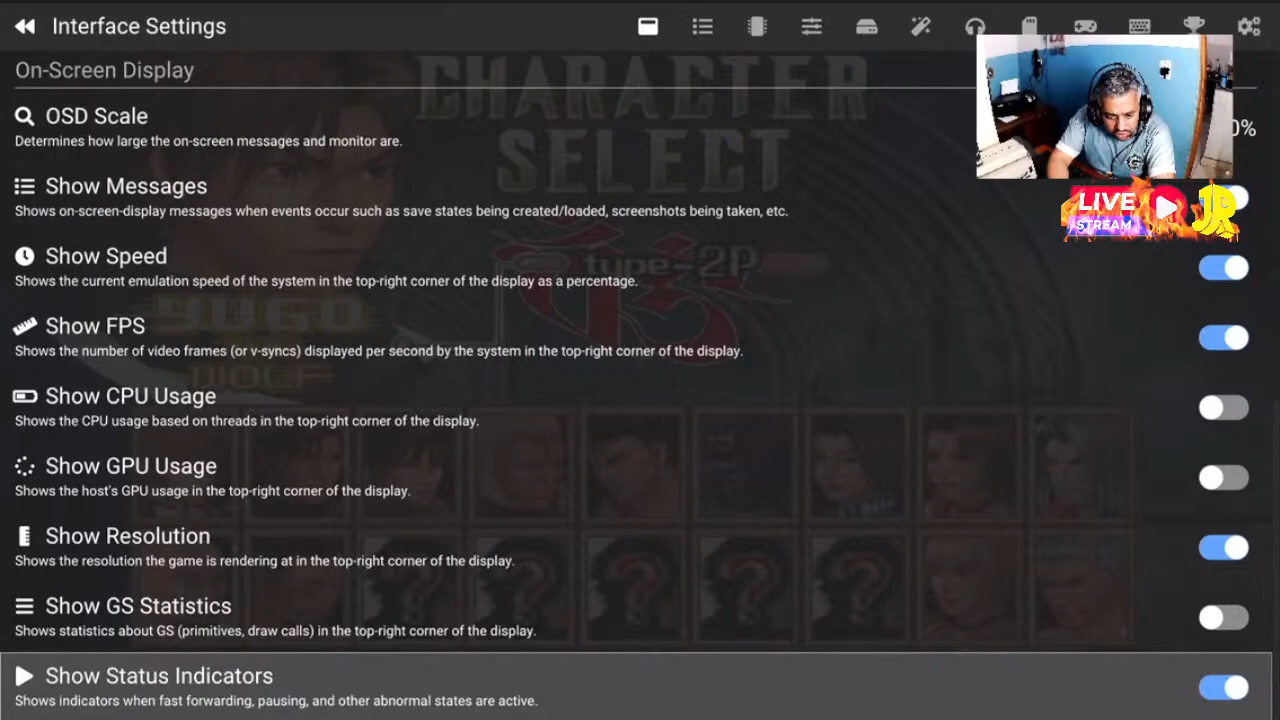 Interface Settings
On-Screen Display
CHARACTER
SELECT
OSD Scale
0%
Determines how large the on-screen messages and monitor are.
Show Messages
Shows on-screen-display messages when events occur such as save states being created/loaded, screenshots being taken, etc.
LIVE
STREAM
JR
Show Speed
type-2P
Shows the current emulation speed of the system in the top-right corner of the display as a percentage.
YUGO
Show FPS
Shows the number of video frames (or v-syncs) displayed per second by the system in the top-right corner of the display.
WOLF
Show CPU Usage
Shows the CPU usage based on threads in the top-right corner of the display.
Show GPU Usage
Shows the host's GPU usage in the top-right corner of the display.
Show Resolution
Shows the resolution the game is rendering at in the top-right corner of the display.
Show GS Statistics
Shows statistics about GS (primitives, draw calls) in the top-right corner of the display.
Show Status Indicators
Shows indicators when fast forwarding, pausing, and other abnormal states are active.